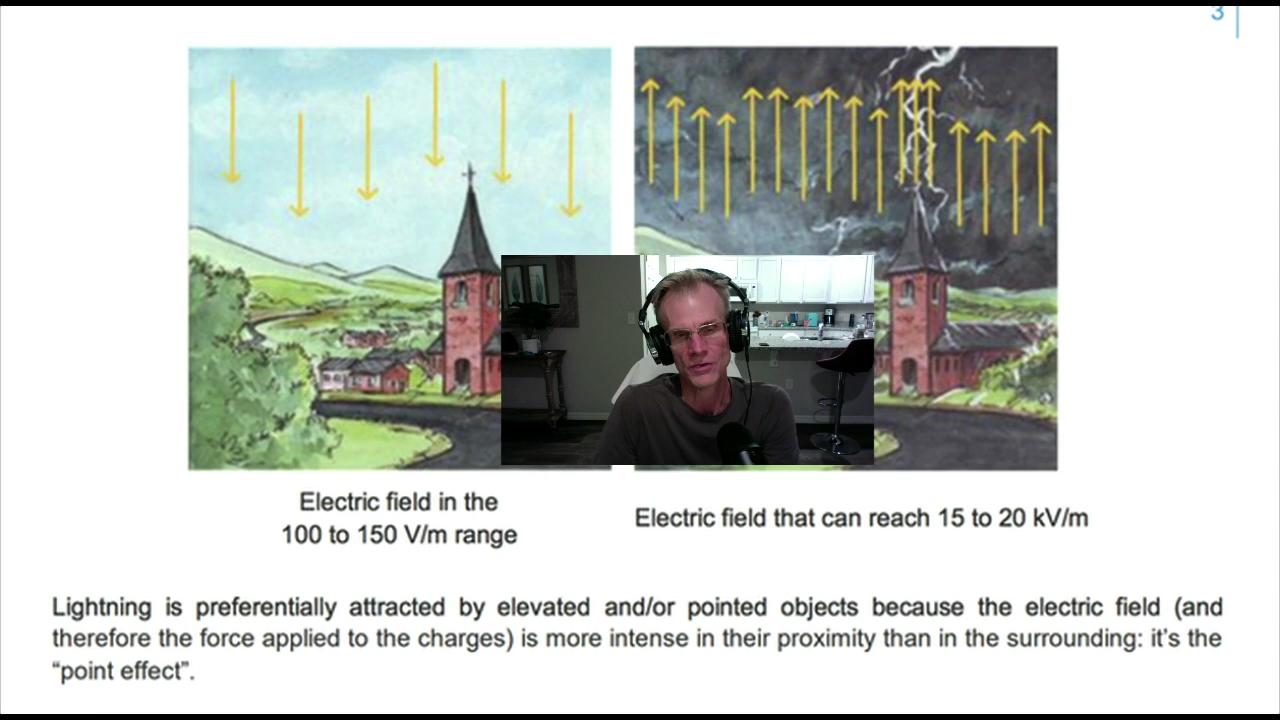 3
Electric field in the
100 to 150 V/m range
Electric field that can reach 15 to 20 kV/m
Lightning is preferentially attracted by elevated and/or pointed objects because the electric field (and
therefore the force applied to the charges) is more intense in their proximity than in the surrounding: it's the
“point effect”.